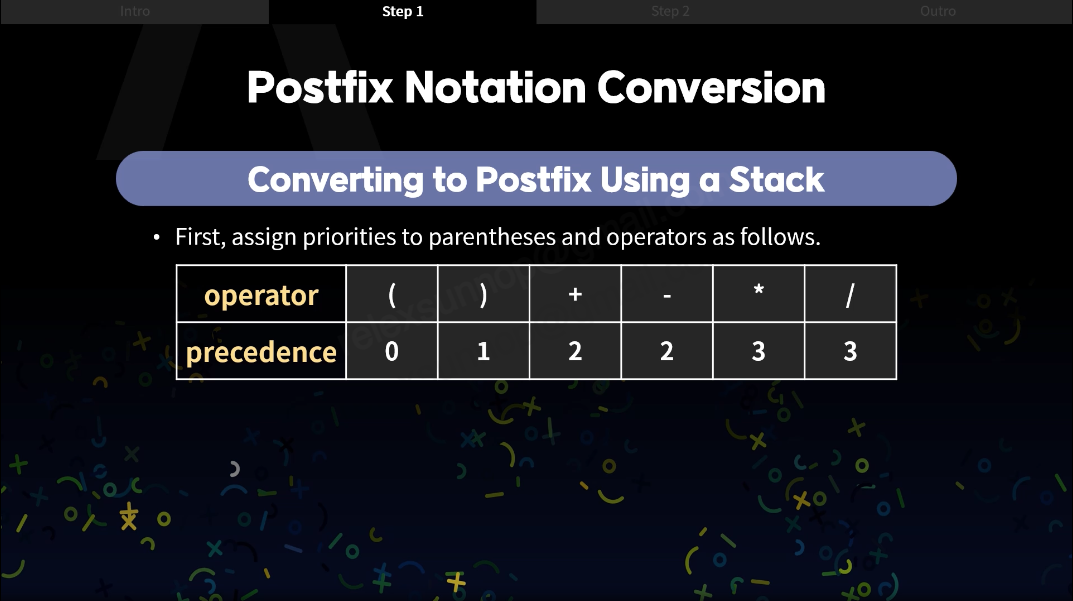 Intro Step 1 Step 2 Outro
Postfix Notation Conversion
Converting to Postfix Using a Stack
• First, assign priorities to parentheses and operators as follows.
operator ( ) + - * /
precedence 0 1 2 2 3 3